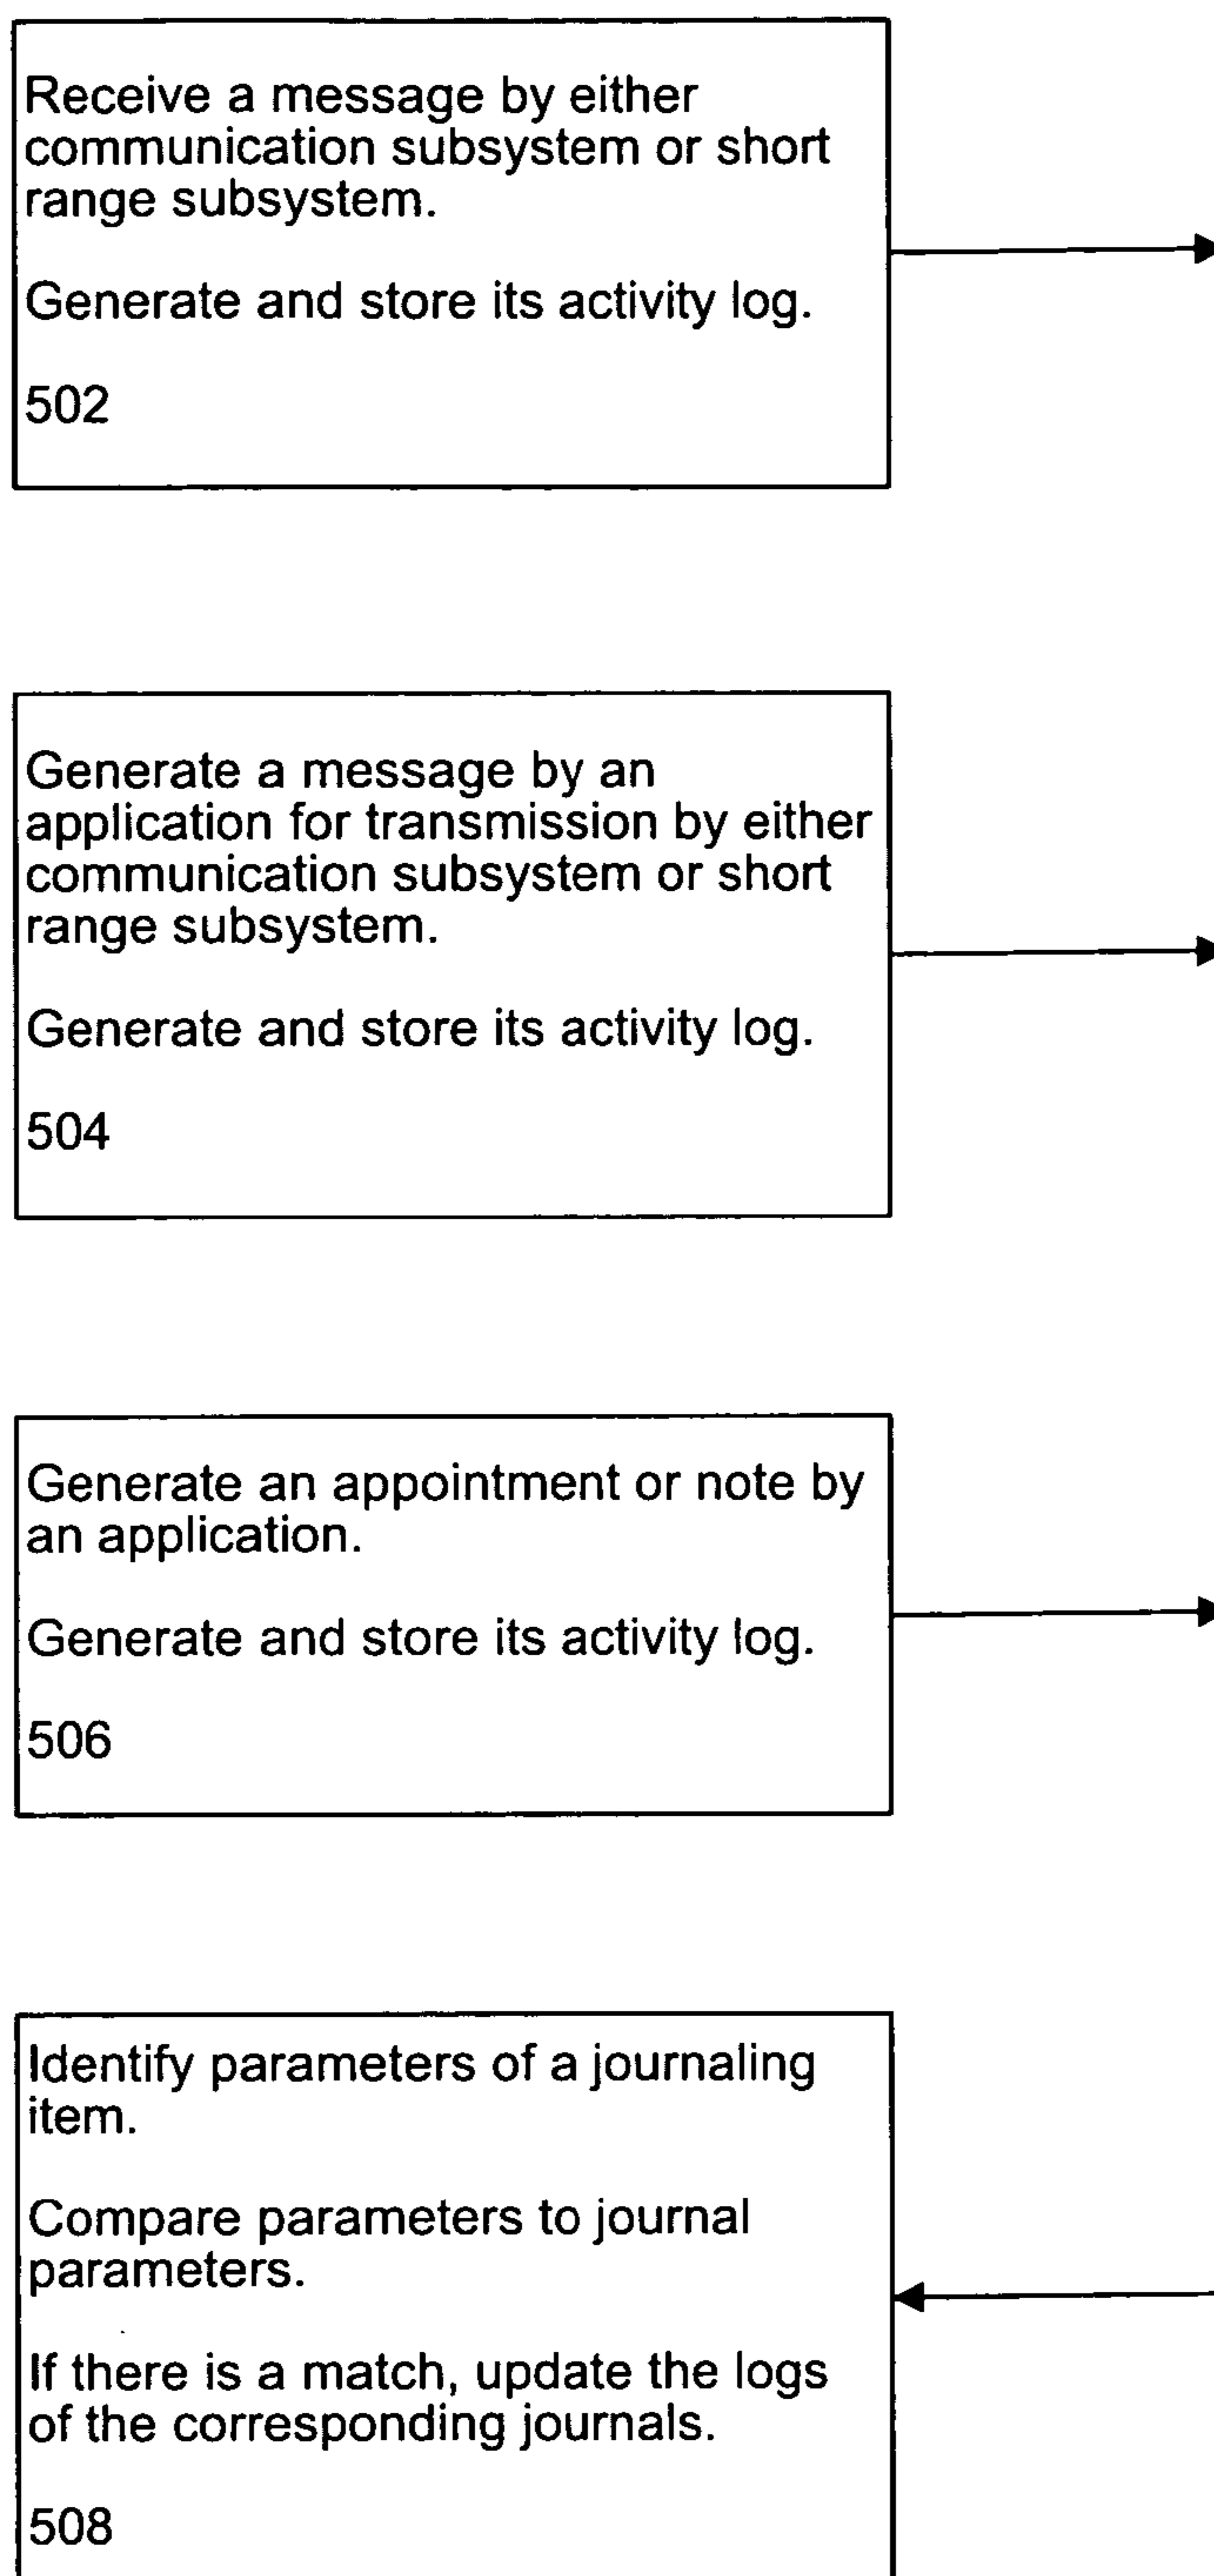 Receive a message by either
communication subsystem or short
range subsystem.
Generate and store its activity log.
502
Generate a message by an
application for transmission by either
communication subsystem or short
range subsystem.
Generate and store its activity log.
504
Generate an appointment or note by
an application.
Generate and store its activity log.
506
Identify parameters of a journaling
item.
Compare parameters to journal
parameters.
If there is a match, update the logs
of the corresponding journals.
508